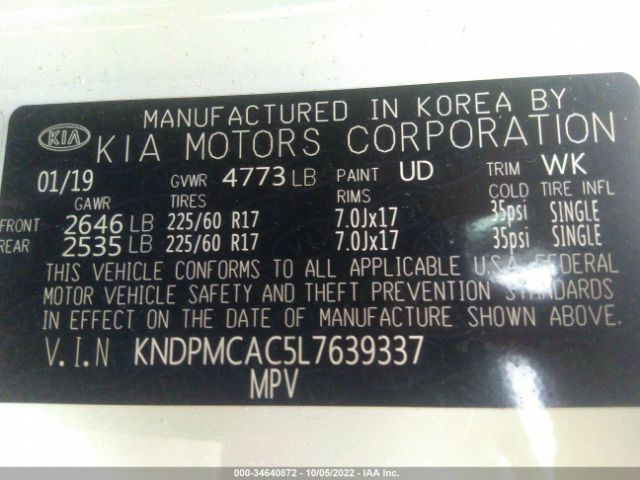 MANUFACTURED IN KOREA BY
KIA KIA MOTORS CORPORATION
01/19 GVWR 4773 LB PAINT UD TRIM WK
GAWR TIRES RIMS COLD TIRE INFL
FRONT 2646 LB 225/60 R17 7.0Jx17 35psi SINGLE
REAR 2535 LB 225/60 R17 7.0Jx17 35psi SINGLE
THIS VEHICLE CONFORMS TO ALL APPLICABLE U.S.A. FEDERAL
MOTOR VEHICLE SAFETY AND THEFT PREVENTION STANDARDS
IN EFFECT ON THE DATE OF MANUFACTURE SHOWN ABOVE.
V.I.N KNDPMCAC5L7639337
MPV
000-34640872 - 10/05/2022 - IAA Inc.